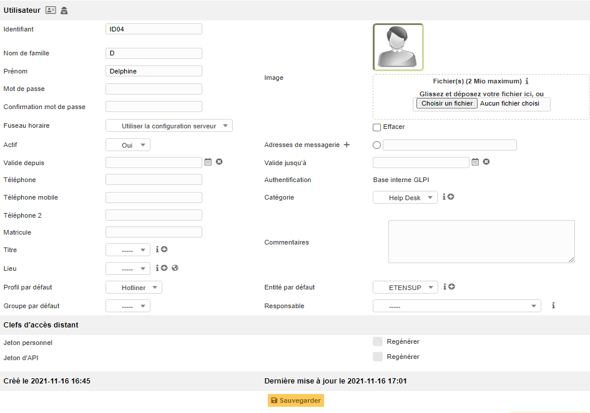 Utilisateur
Identifiant ID04
Nom de famille D
Prénom Delphine
Image
Fichier(s) (2 Mio maximum)
Mot de passe
Glissez et déposez votre fichier ici, ou
Choisir un fichier Aucun fichier choisi
Confirmation mot de passe
Fuseau horaire Utiliser la configuration serveur
Effacer
Actif Oui
Adresses de messagerie
Valide depuis
Valide jusqu'à
Téléphone
Authentification Base interne GLPI
Téléphone mobile
Catégorie Help Desk
Téléphone 2
Matricule
Commentaires
Titre -----
Lieu -----
Profil par défaut Hotliner
Entité par défaut ETENSUP
Groupe par défaut -----
Responsable -----
Clefs d'accès distant
Jeton personnel Regénérer
Jeton d'API Regénérer
Créé le 2021-11-16 16:45 Dernière mise à jour le 2021-11-16 17:01
Sauvegarder